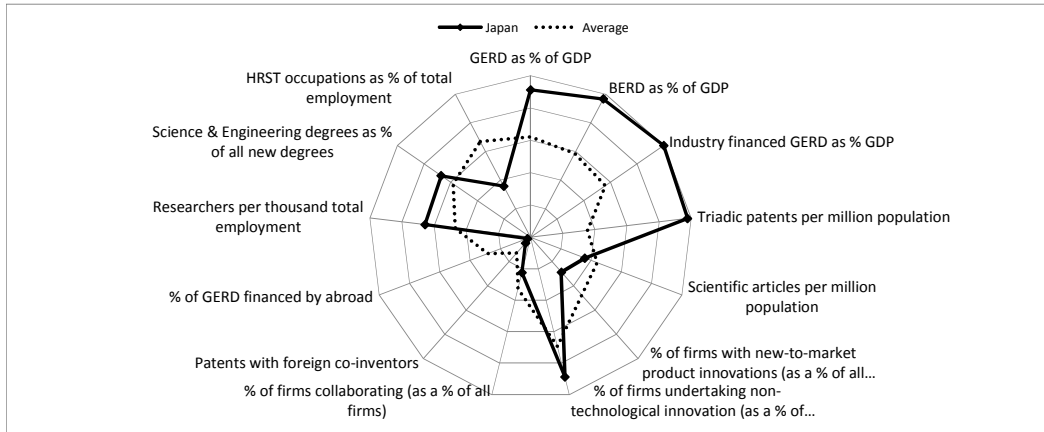 Japan
Average
GERD as % of GDP
BERD as % of GDP
Industry financed GERD as % GDP
Triadic patents per million population
Scientific articles per million
population
% of firms with new-to-market
product innovations (as a % of all...
% of firms undertaking non-
technological innovation (as a % of...
% of firms collaborating (as a % of all
firms)
Patents with foreign co-inventors
% of GERD financed by abroad
Researchers per thousand total
employment
Science & Engineering degrees as %
of all new degrees
HRST occupations as % of total
employment